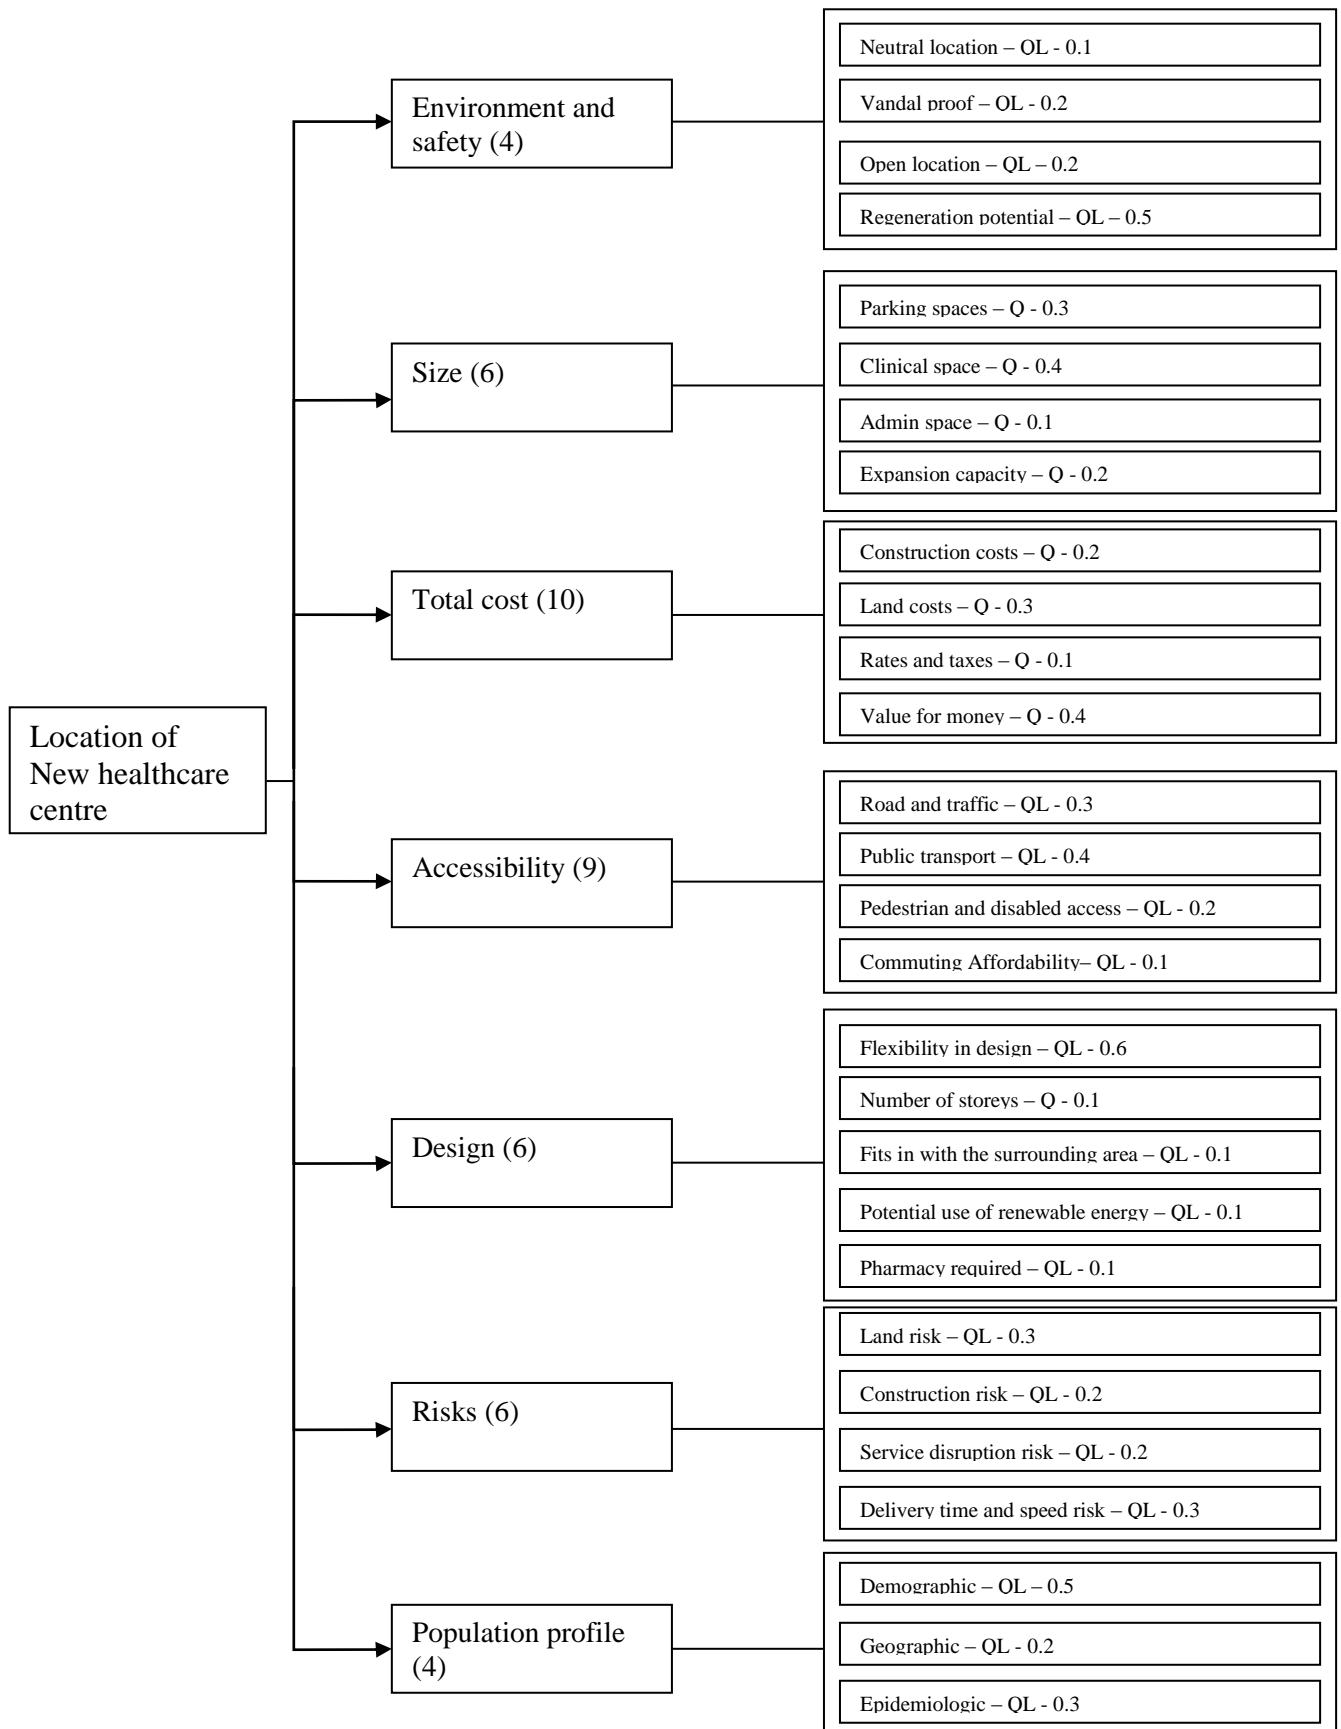 Location of
New healthcare
centre
Environment and
safety (4)
Neutral location – QL - 0.1
Vandal proof – QL - 0.2
Open location – QL – 0.2
Regeneration potential – QL – 0.5
Size (6)
Parking spaces – Q - 0.3
Clinical space – Q - 0.4
Admin space – Q - 0.1
Expansion capacity – Q - 0.2
Total cost (10)
Construction costs – Q - 0.2
Land costs – Q - 0.3
Rates and taxes – Q - 0.1
Value for money – Q - 0.4
Accessibility (9)
Road and traffic – QL - 0.3
Public transport – QL - 0.4
Pedestrian and disabled access – QL - 0.2
Commuting Affordability– QL - 0.1
Design (6)
Flexibility in design – QL - 0.6
Number of storeys – Q - 0.1
Fits in with the surrounding area – QL - 0.1
Potential use of renewable energy – QL - 0.1
Pharmacy required – QL - 0.1
Risks (6)
Land risk – QL - 0.3
Construction risk – QL - 0.2
Service disruption risk – QL - 0.2
Delivery time and speed risk – QL - 0.3
Population profile
(4)
Demographic – QL – 0.5
Geographic – QL - 0.2
Epidemiologic – QL - 0.3